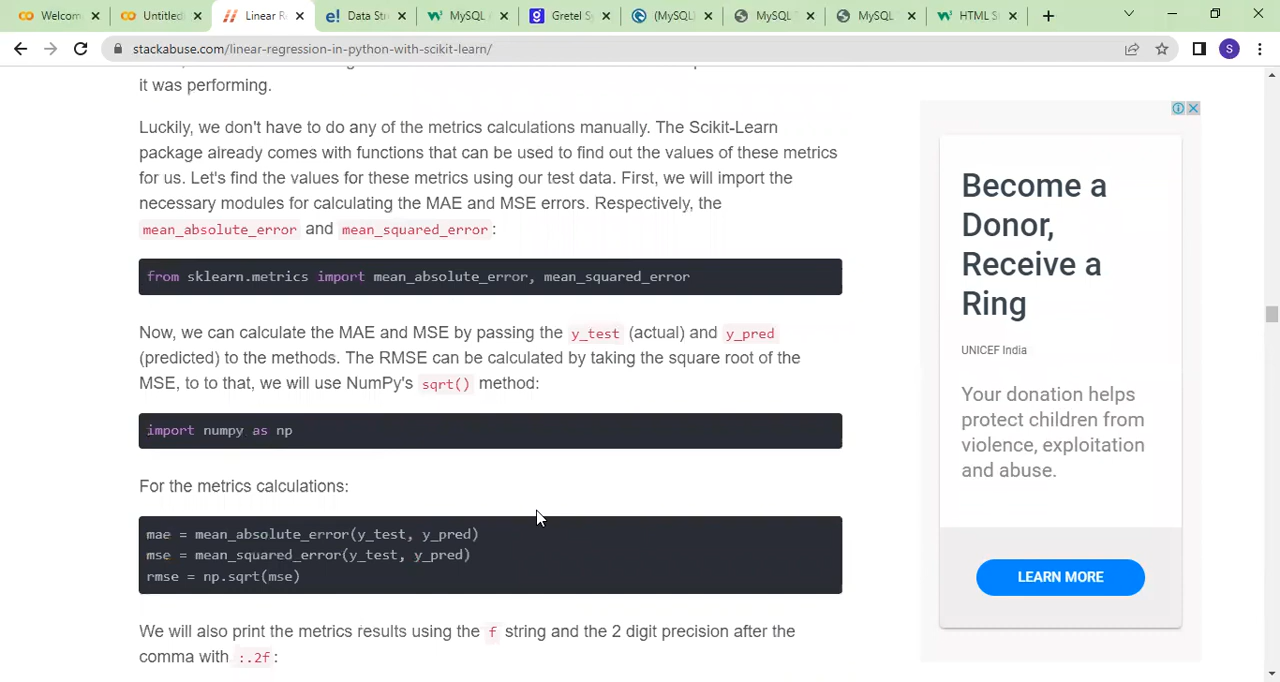 Welcom
Untitled
Linear R
Data Str
MySQL
Gretel Sy
(MySQL
MySQL
MySQL
HTML S
stackabuse.com/linear-regression-in-python-with-scikit-learn/
S
it was performing.
Luckily, we don't have to do any of the metrics calculations manually. The Scikit-Learn
package already comes with functions that can be used to find out the values of these metrics
for us. Let's find the values for these metrics using our test data. First, we will import the
necessary modules for calculating the MAE and MSE errors. Respectively, the
mean_absolute_error and mean_squared_error:
from sklearn.metrics import mean_absolute_error, mean_squared_error
Now, we can calculate the MAE and MSE by passing the y_test (actual) and y_pred
(predicted) to the methods. The RMSE can be calculated by taking the square root of the
MSE, to to that, we will use NumPy's sqrt() method:
import numpy as np
For the metrics calculations:
mae = mean_absolute_error(y_test, y_pred)
mse = mean_squared_error(y_test, y_pred)
rmse = np.sqrt(mse)
We will also print the metrics results using the f string and the 2 digit precision after the
comma with :.2f:
Become a
Donor,
Receive a
Ring
UNICEF India
Your donation helps
protect children from
violence, exploitation
and abuse.
LEARN MORE